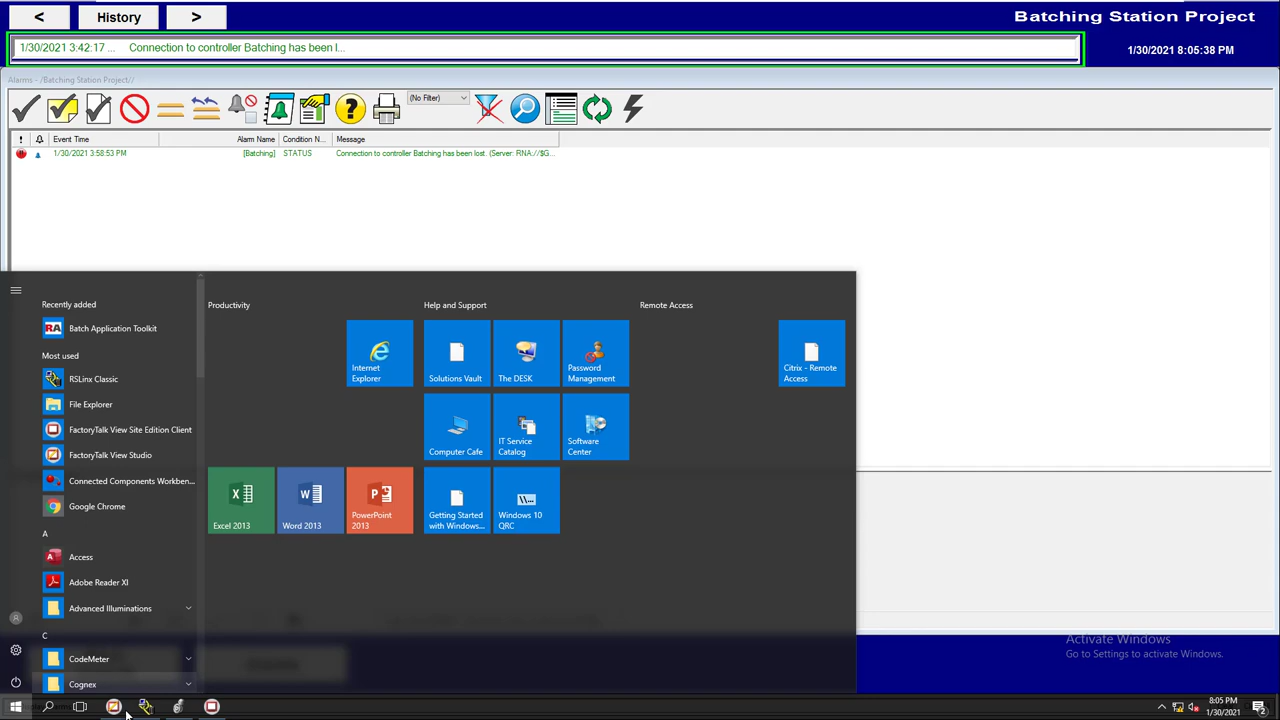 <
History
>
Batching Station Project
1/30/2021 3:42:17 ... Connection to controller Batching has been l...
1/30/2021 8:05:38 PM
Alarms - /Batching Station Project//
(No Filter)
! Event Time Alarm Name Condition N... Message
1/30/2021 3:58:53 PM [Batching] STATUS Connection to controller Batching has been lost. (Server: RNA://$G...
Recently added
Batch Application Toolkit
Most used
RSLinx Classic
File Explorer
FactoryTalk View Site Edition Client
FactoryTalk View Studio
Connected Components Workben...
Google Chrome
A
Access
Adobe Reader XI
Advanced Illuminations
C
CodeMeter
Cognex
Productivity
Internet Explorer
Excel 2013
Word 2013
PowerPoint 2013
Help and Support
Solutions Vault
The DESK
Password Management
Computer Cafe
IT Service Catalog
Software Center
Getting Started with Windows...
Windows 10 QRC
Remote Access
Citrix - Remote Access
Activate Windows
Go to Settings to activate Windows.
8:05 PM
1/30/2021
2